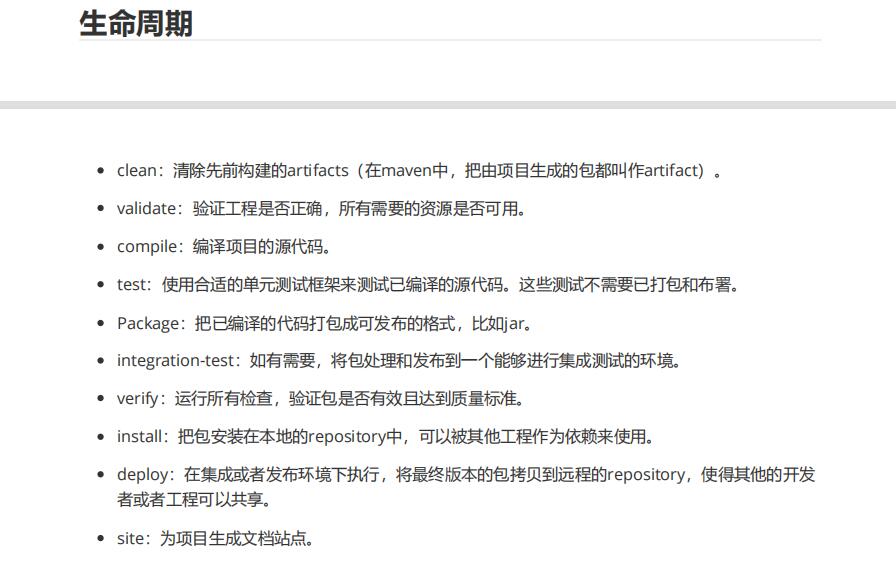 生命周期
clean：清除先前构建的artifacts（在maven中，把由项目生成的包都叫作artifact）。
validate：验证工程是否正确，所有需要的资源是否可用。
compile：编译项目的源代码。
test：使用合适的单元测试框架来测试已编译的源代码。这些测试不需要已打包和布署。
Package：把已编译的代码打包成可发布的格式，比如jar。
integration-test：如有需要，将包处理和发布到一个能够进行集成测试的环境。
verify：运行所有检查，验证包是否有效且达到质量标准。
install：把包安装在本地的repository中，可以被其他工程作为依赖来使用。
deploy：在集成或者发布环境下执行，将最终版本的包拷贝到远程的repository，使得其他的开发
者或者工程可以共享。
site：为项目生成文档站点。